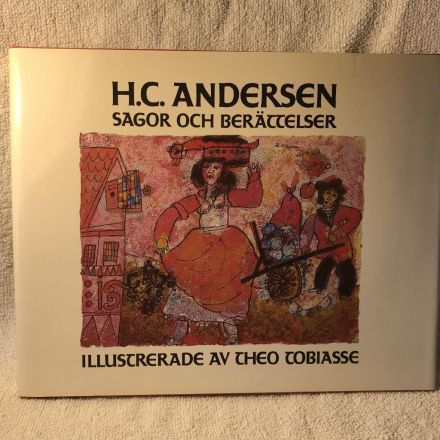 H.C. ANDERSEN
SAGOR OCH BERÄTTELSER
ILLUSTRERADE AV THEO TOBIASSE